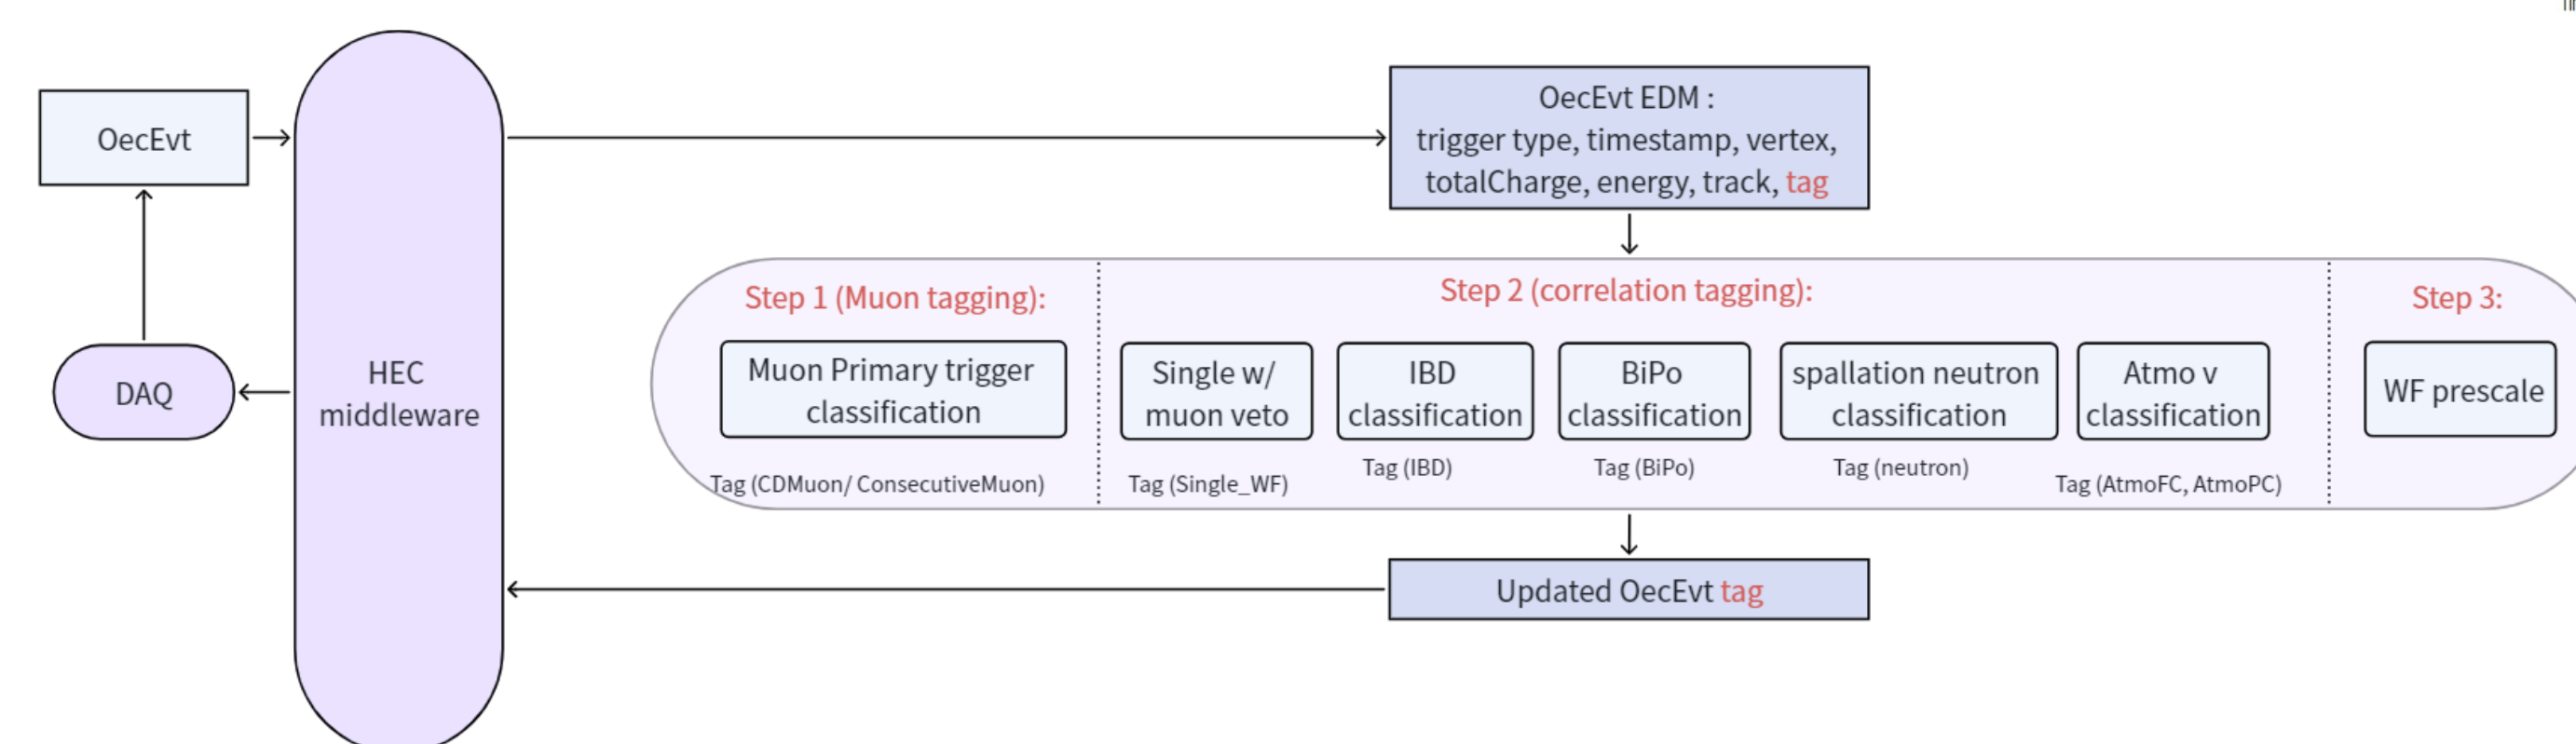 OecEvt
DAQ
HEC
middleware
OecEvt EDM :
trigger type, timestamp, vertex,
totalCharge, energy, track, tag
Step 1 (Muon tagging):
Muon Primary trigger
classification
Tag (CDMuon/ ConsecutiveMuon)
Step 2 (correlation tagging):
Single w/
muon veto
Tag (Single_WF)
IBD
classification
Tag (IBD)
BiPo
classification
Tag (BiPo)
spallation neutron
classification
Tag (neutron)
Atmo v
classification
Tag (AtmoFC, AtmoPC)
Step 3:
WF prescale
Updated OecEvt tag